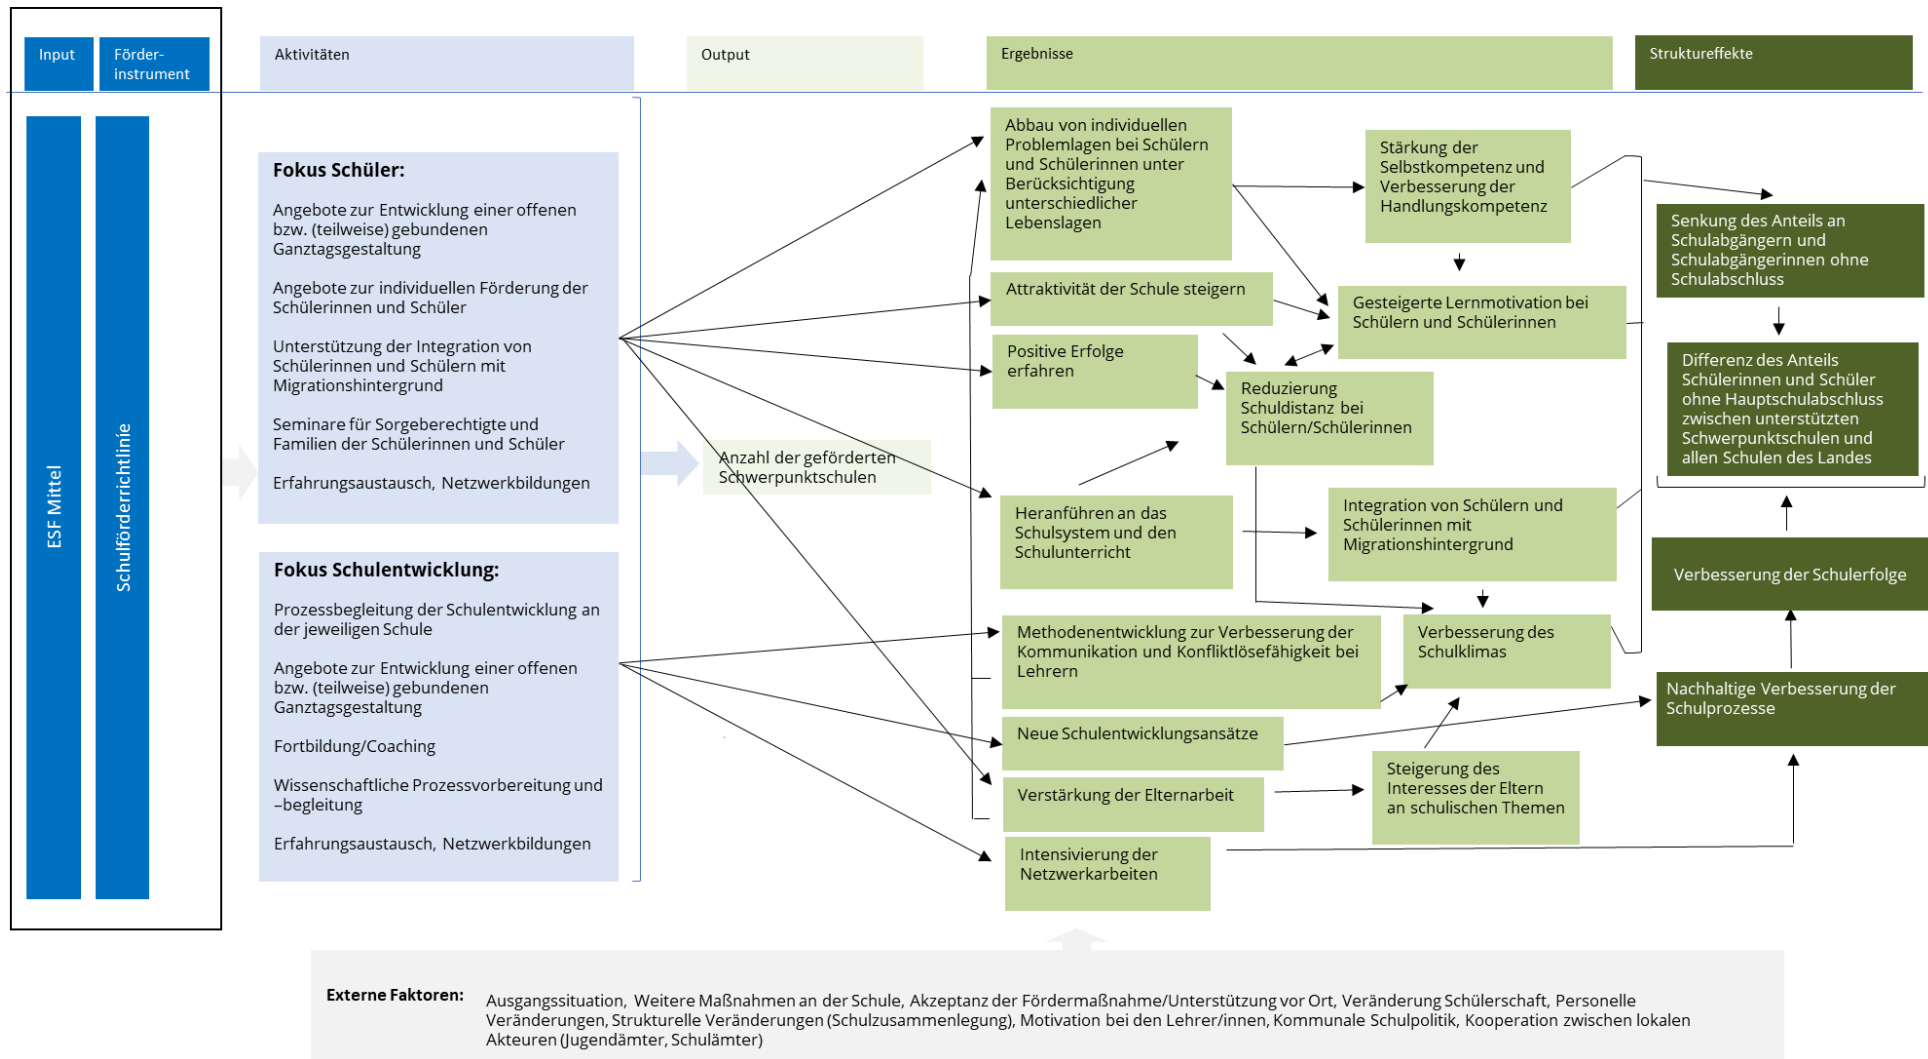 Input
Förder-
instrument
Aktivitäten
Output
Ergebnisse
Struktureffekte
ESF Mittel
Schulförderrichtlinie
Fokus Schüler:
Angebote zur Entwicklung einer offenen
bzw. (teilweise) gebundenen
Ganztagsgestaltung
Angebote zur individuellen Förderung der
Schülerinnen und Schüler
Unterstützung der Integration von
Schülerinnen und Schülern mit
Migrationshintergrund
Seminare für Sorgeberechtigte und
Familien der Schülerinnen und Schüler
Erfahrungsaustausch, Netzwerkbildungen
Fokus Schulentwicklung:
Prozessbegleitung der Schulentwicklung an
der jeweiligen Schule
Angebote zur Entwicklung einer offenen
bzw. (teilweise) gebundenen
Ganztagsgestaltung
Fortbildung/Coaching
Wissenschaftliche Prozessvorbereitung und
–begleitung
Erfahrungsaustausch, Netzwerkbildungen
Anzahl der geförderten
Schwerpunktschulen
Abbau von individuellen
Problemlagen bei Schülern
und Schülerinnen unter
Berücksichtigung
unterschiedlicher
Lebenslagen
Attraktivität der Schule steigern
Positive Erfolge
erfahren
Heranführen an das
Schulsystem und den
Schulunterricht
Methodenentwicklung zur Verbesserung der
Kommunikation und Konfliktlösefähigkeit bei
Lehrern
Neue Schulentwicklungsansätze
Verstärkung der Elternarbeit
Intensivierung der
Netzwerkarbeiten
Stärkung der
Selbstkompetenz und
Verbesserung der
Handlungskompetenz
Gesteigerte Lernmotivation bei
Schülern und Schülerinnen
Reduzierung
Schuldistanz bei
Schülern/Schülerinnen
Integration von Schülern und
Schülerinnen mit
Migrationshintergrund
Verbesserung des
Schulklimas
Steigerung des
Interesses der Eltern
an schulischen Themen
Senkung des Anteils an
Schulabgängern und
Schulabgängerinnen ohne
Schulabschluss
Differenz des Anteils
Schülerinnen und Schüler
ohne Hauptschulabschluss
zwischen unterstützten
Schwerpunktschulen und
allen Schulen des Landes
Verbesserung der Schulerfolge
Nachhaltige Verbesserung der
Schulprozesse
Externe Faktoren:
Ausgangssituation, Weitere Maßnahmen an der Schule, Akzeptanz der Fördermaßnahme/Unterstützung vor Ort, Veränderung Schülerschaft, Personelle
Veränderungen, Strukturelle Veränderungen (Schulzusammenlegung), Motivation bei den Lehrer/innen, Kommunale Schulpolitik, Kooperation zwischen lokalen
Akteuren (Jugendämter, Schulämter)